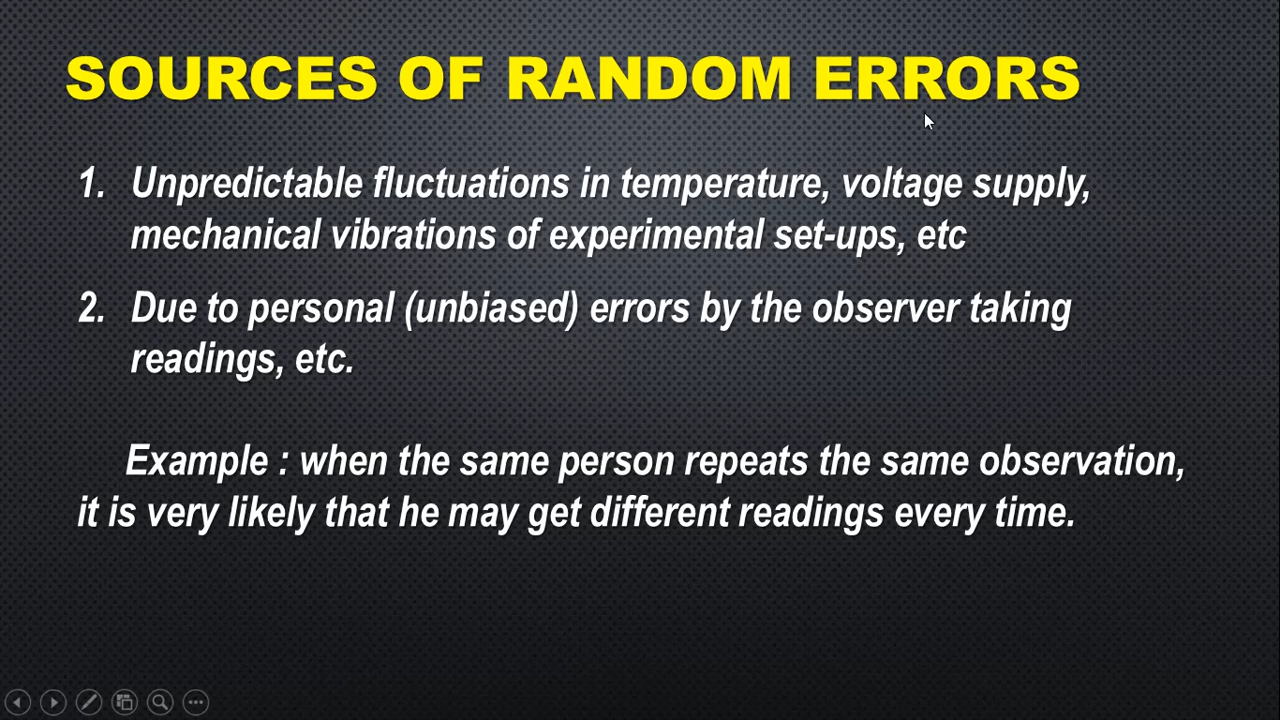 SOURCES OF RANDOM ERRORS
1. Unpredictable fluctuations in temperature, voltage supply,
mechanical vibrations of experimental set-ups, etc
2. Due to personal (unbiased) errors by the observer taking
readings, etc.
Example : when the same person repeats the same observation,
it is very likely that he may get different readings every time.